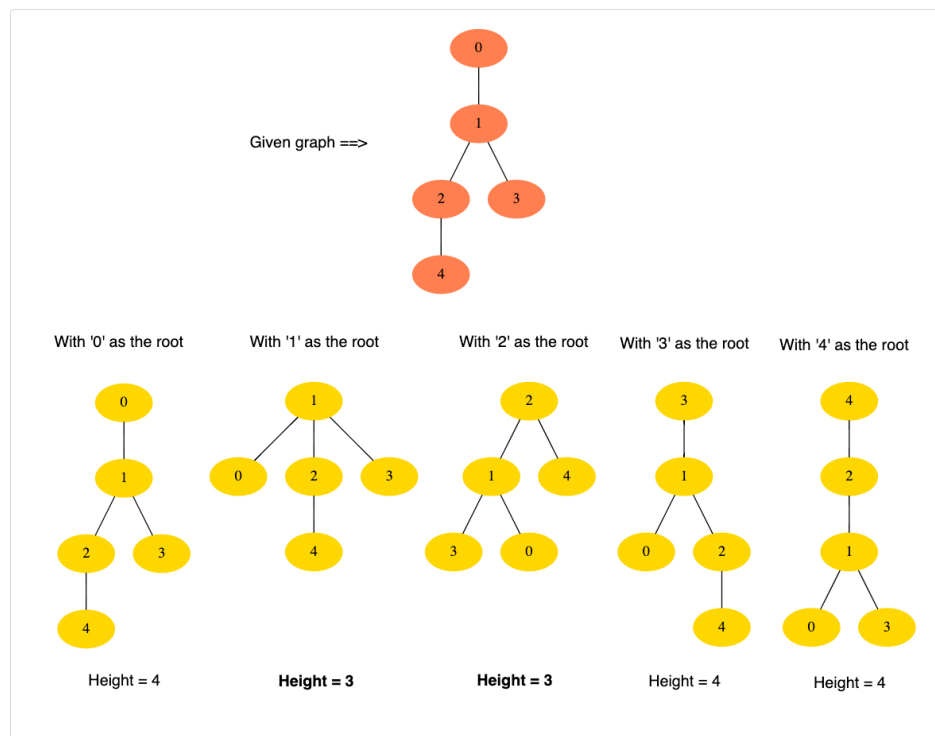 0
1
Given graph ==>
2 3
4
With '0' as the root With '1' as the root With '2' as the root With '3' as the root With '4' as the root
0 1 2 3 4
1 0 2 3 1 4 1 2
2 3 4 3 0 0 2 1
4 4 0 3
Height = 4 Height = 3 Height = 3 Height = 4 Height = 4